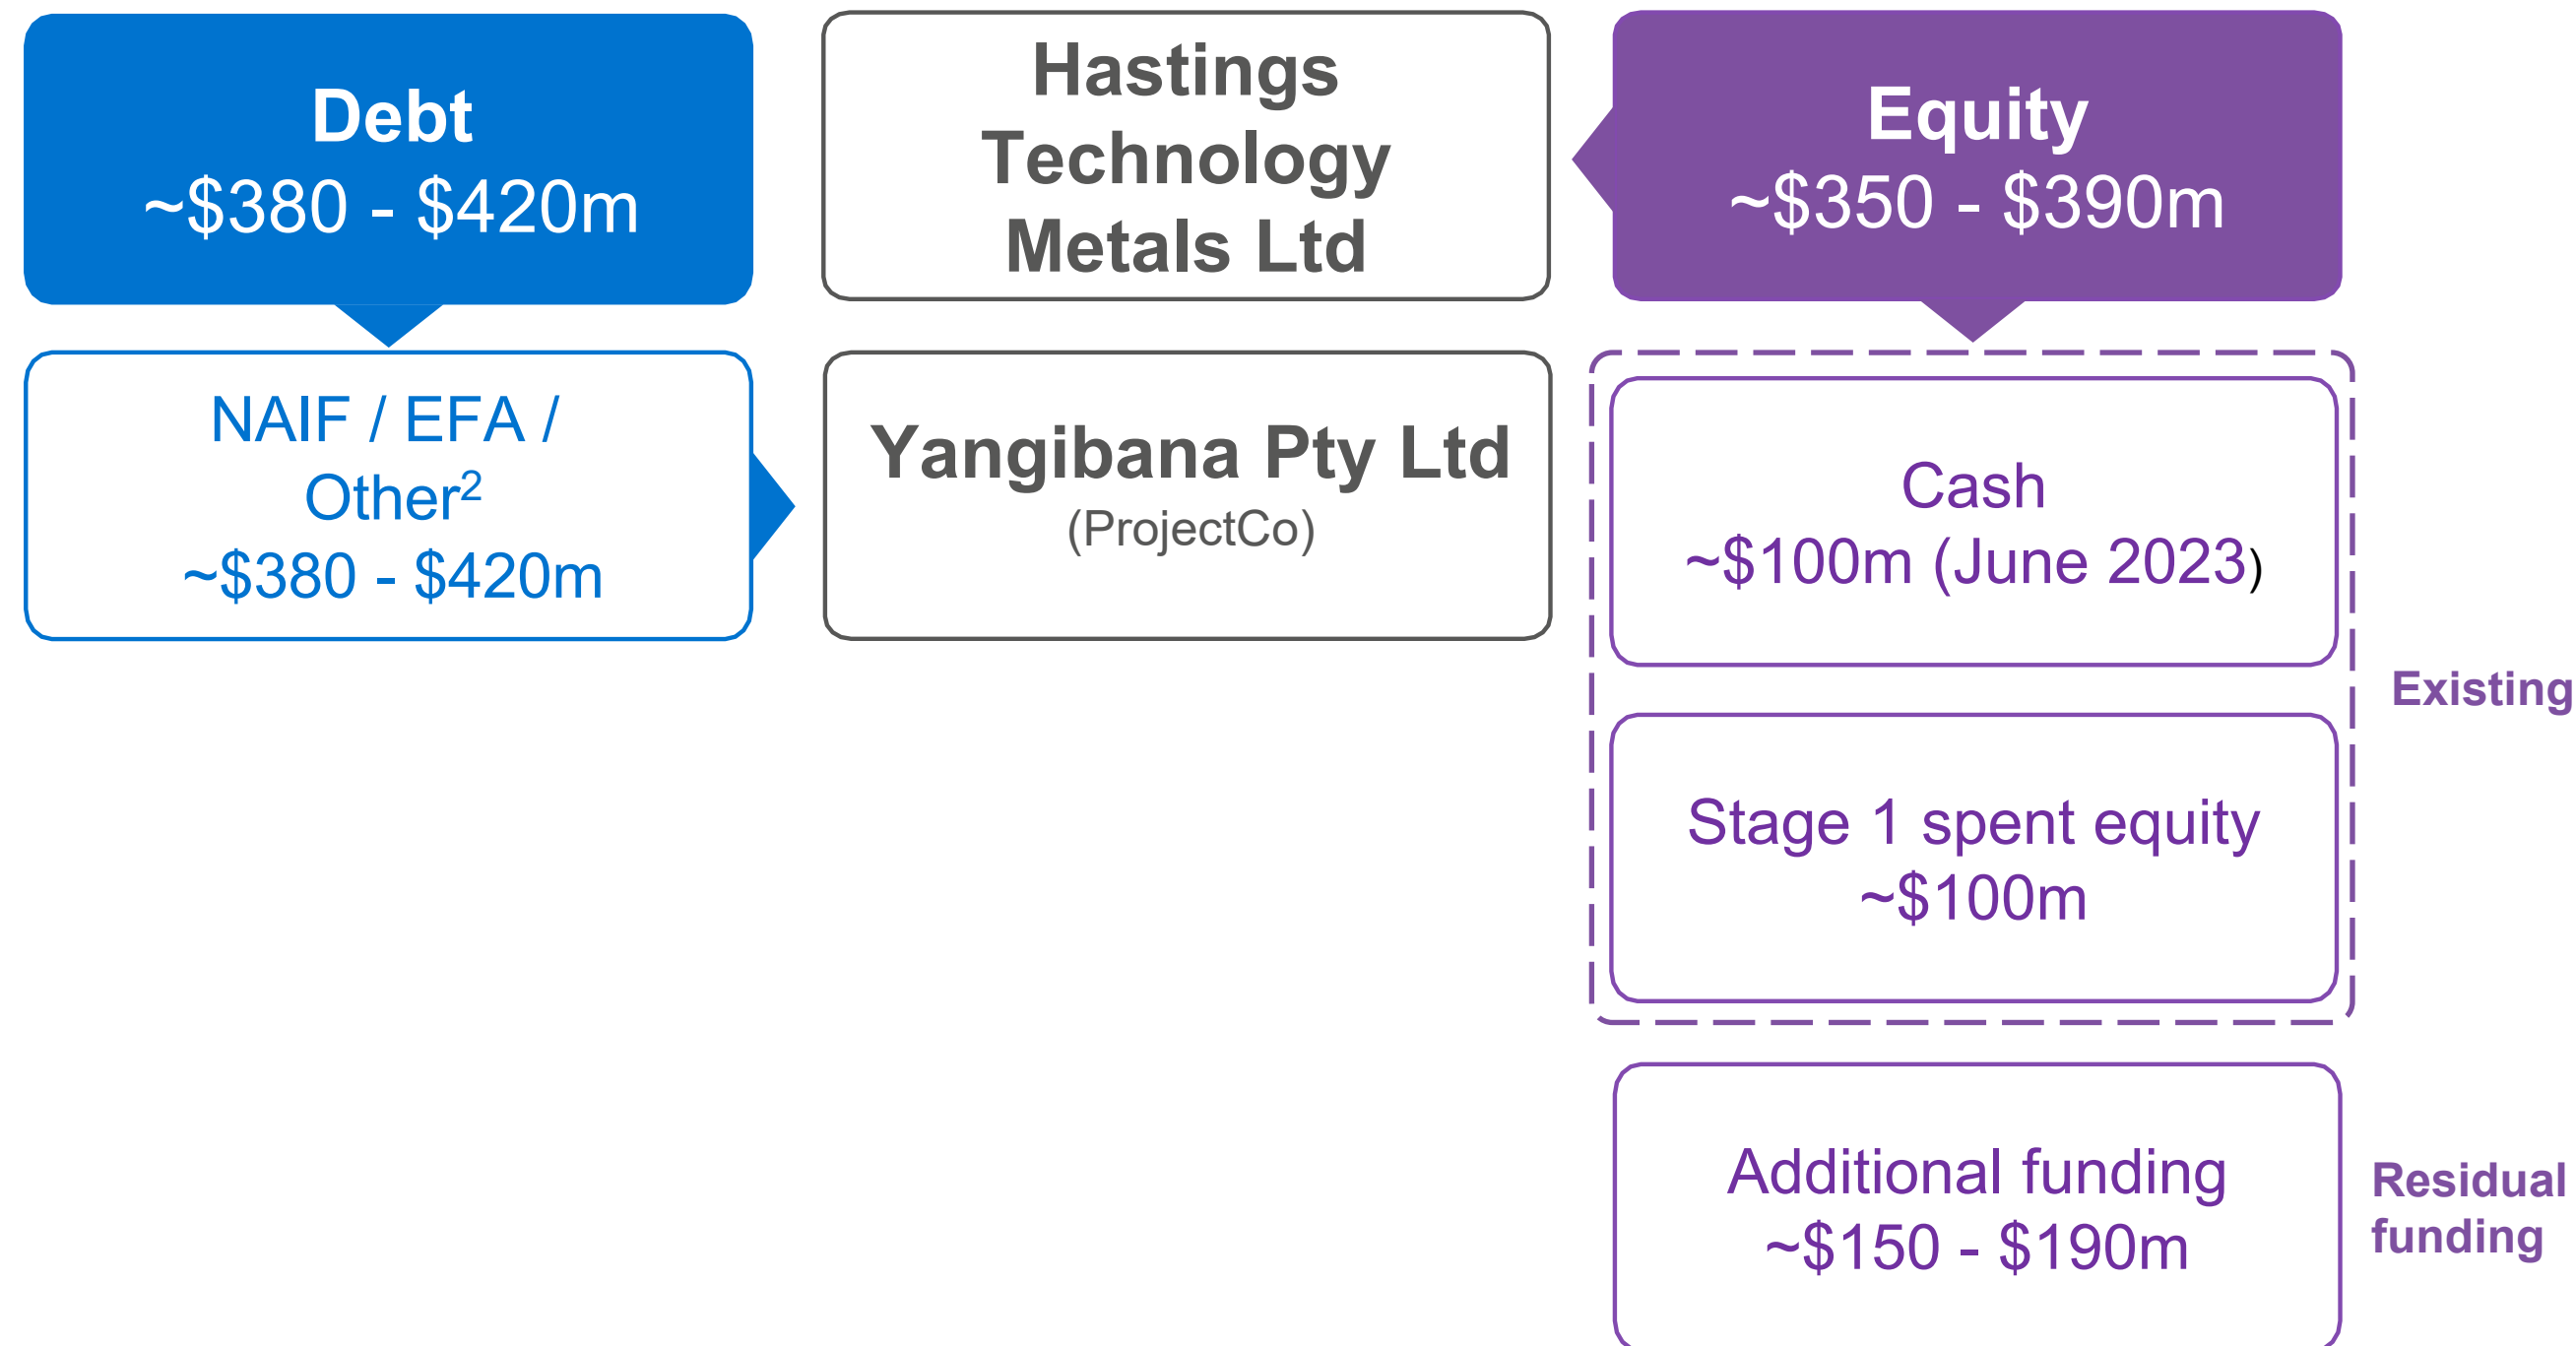 Debt
~$380 - $420m
Hastings
Technology
Metals Ltd
Equity
~$350 - $390m
NAIF / EFA /
Other²
~$380 - $420m
Yangibana Pty Ltd
(ProjectCo)
Cash
~$100m (June 2023)
Existing
Stage 1 spent equity
~$100m
Additional funding
~$150 - $190m
Residual
funding